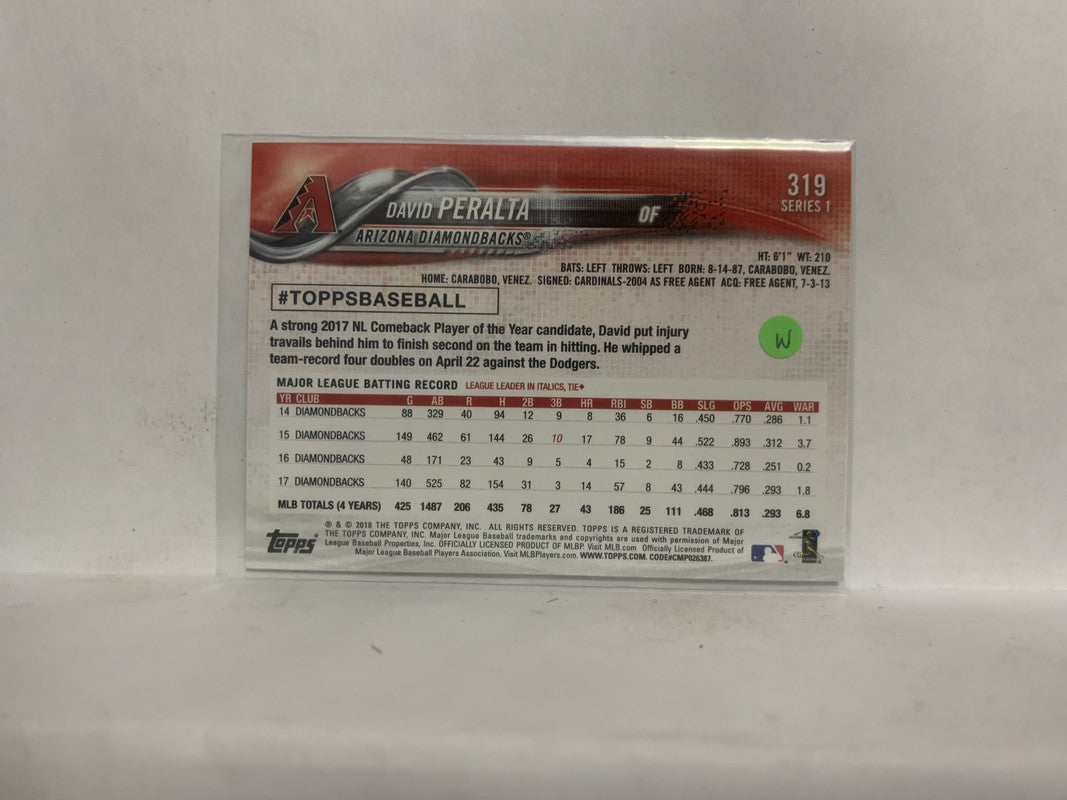 319
SERIES 1
DAVID PERALTA OF
ARIZONA DIAMONDBACKS®
HT: 6'1" WT: 210
BATS: LEFT THROWS: LEFT BORN: 8-14-87, CARABOBO, VENEZ.
HOME: CARABOBO, VENEZ. SIGNED: CARDINALS-2004 AS FREE AGENT ACQ: FREE AGENT, 7-3-13
#TOPPSBASEBALL
A strong 2017 NL Comeback Player of the Year candidate, David put injury
travails behind him to finish second on the team in hitting. He whipped a
team-record four doubles on April 22 against the Dodgers.
W
MAJOR LEAGUE BATTING RECORD LEAGUE LEADER IN ITALICS, TIE♦
YR CLUB G AB R H 2B 3B HR RBI SB BB SLG OPS AVG WAR
14 DIAMONDBACKS 88 329 40 94 12 9 8 36 6 16 .450 .770 .286 1.1
15 DIAMONDBACKS 149 462 61 144 26 10 17 78 9 44 .522 .893 .312 3.7
16 DIAMONDBACKS 48 171 23 43 9 5 4 15 2 8 .433 .728 .251 0.2
17 DIAMONDBACKS 140 525 82 154 31 3 14 57 8 43 .444 .796 .293 1.8
MLB TOTALS (4 YEARS) 425 1487 206 435 78 27 43 186 25 111 .468 .813 .293 6.8
Topps
® & © 2018 THE TOPPS COMPANY, INC. ALL RIGHTS RESERVED. TOPPS IS A REGISTERED TRADEMARK OF
THE TOPPS COMPANY, INC. Major League Baseball trademarks and copyrights are used with permission of Major
League Baseball Properties, Inc. OFFICIALLY LICENSED PRODUCT OF MLBP. Visit MLB.com Officially Licensed Product of
Major League Baseball Players Association. Visit MLBPlayers.com. WWW.TOPPS.COM. CODE#CMP026387.